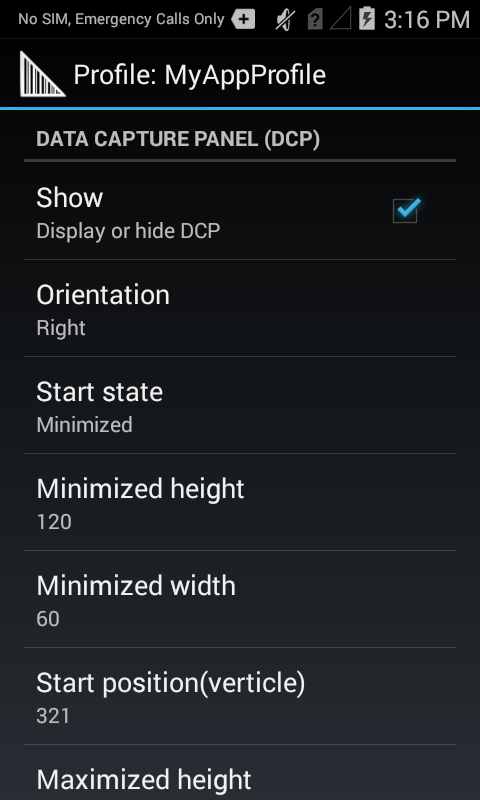 No SIM, Emergency Calls Only 3:16 PM
Profile: MyAppProfile
DATA CAPTURE PANEL (DCP)
Show
Display or hide DCP
Orientation
Right
Start state
Minimized
Minimized height
120
Minimized width
60
Start position(verticle)
321
Maximized height